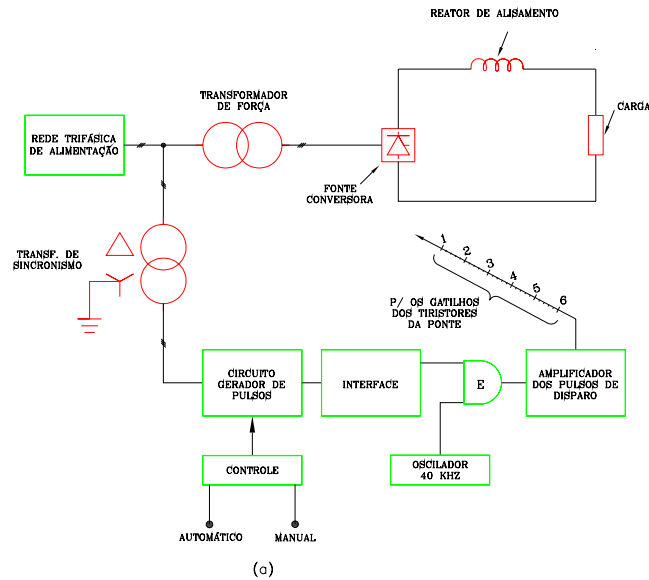 REATOR DE ALISAMENTO
TRANSFORMADOR
DE FORÇA
CARGA
REDE TRIFÁSICA
DE ALIMENTAÇÃO
FONTE
CONVERSORA
TRANSF. DE
SINCRONISMO
1
2
3
4
5
6
P/ OS GATILHOS
DOS TIRISTORES
DA PONTE
CIRCUITO
GERADOR DE
PULSOS
INTERFACE
E
AMPLIFICADOR
DOS PULSOS DE
DISPARO
CONTROLE
OSCILADOR
40 KHZ
AUTOMÁTICO
MANUAL
(a)